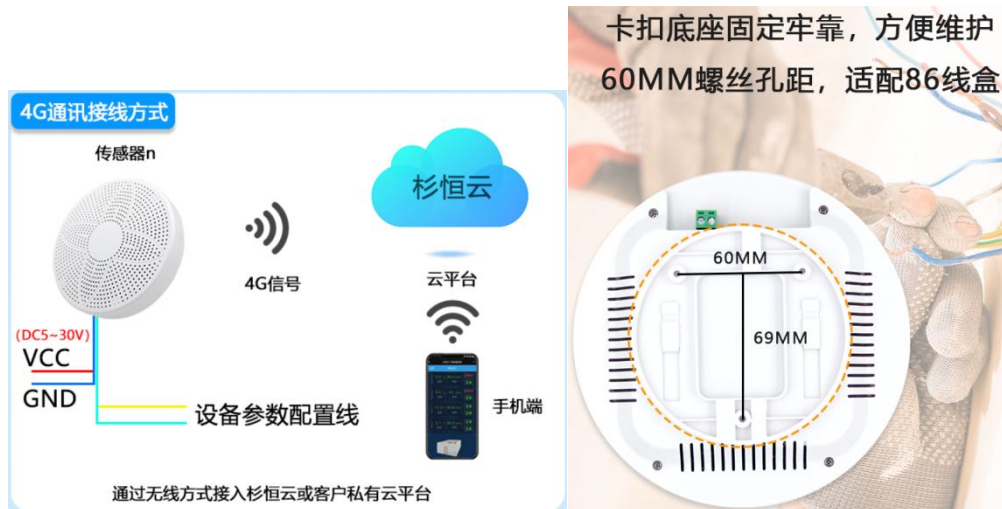 4G通讯接线方式
传感器n
4G信号
杉恒云
云平台
(DC5~30V)
VCC
GND
设备参数配置线
手机端
通过无线方式接入杉恒云或客户私有云平台
卡扣底座固定牢靠，方便维护
60MM螺丝孔距，适配86线盒
60MM
69MM